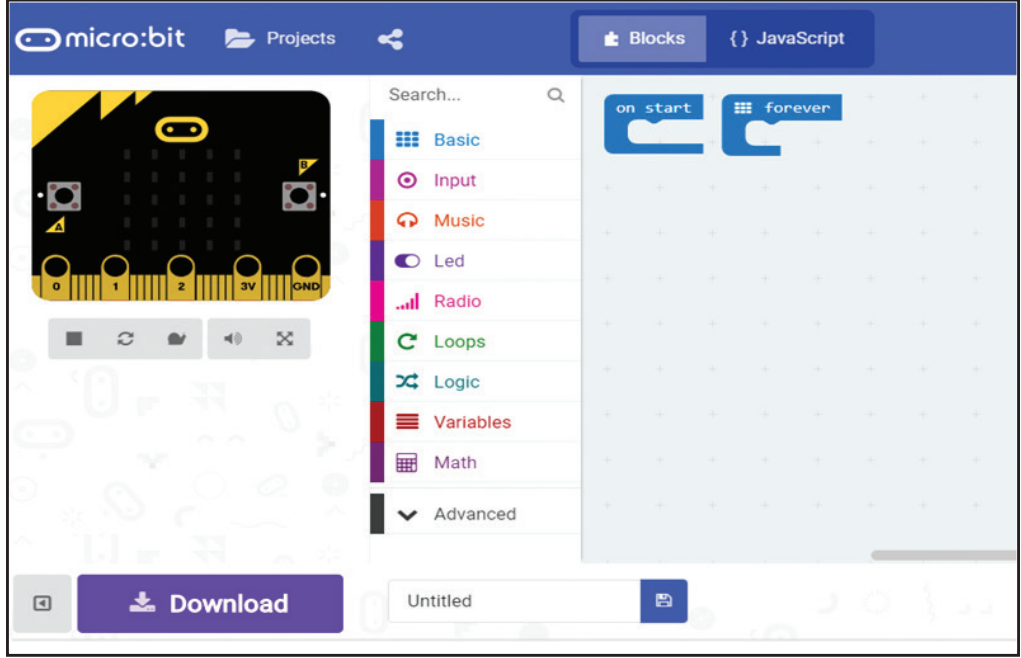 micro:bit Projects Blocks {} JavaScript
Search...
on start forever
Basic
Input
Music
Led
Radio
Loops
Logic
Variables
Math
Advanced
B
A
0 1 2 3V GND
Download Untitled